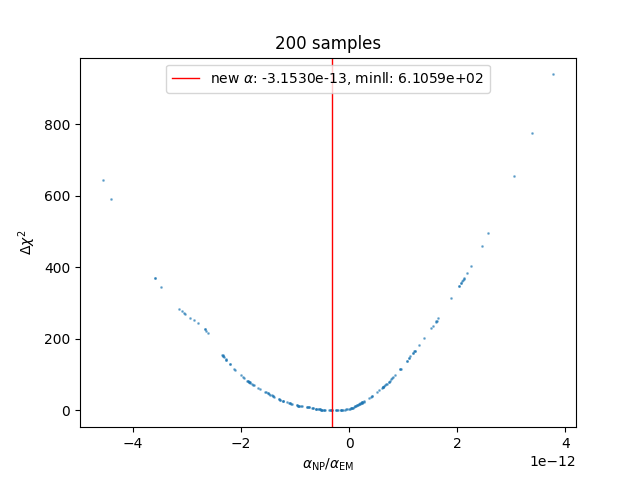 200 samples
new α: -3.1530e-13, minll: 6.1059e+02
Δχ²
800
600
400
200
0
−4 −2 0 2 4
1e−12
α_NP/α_EM